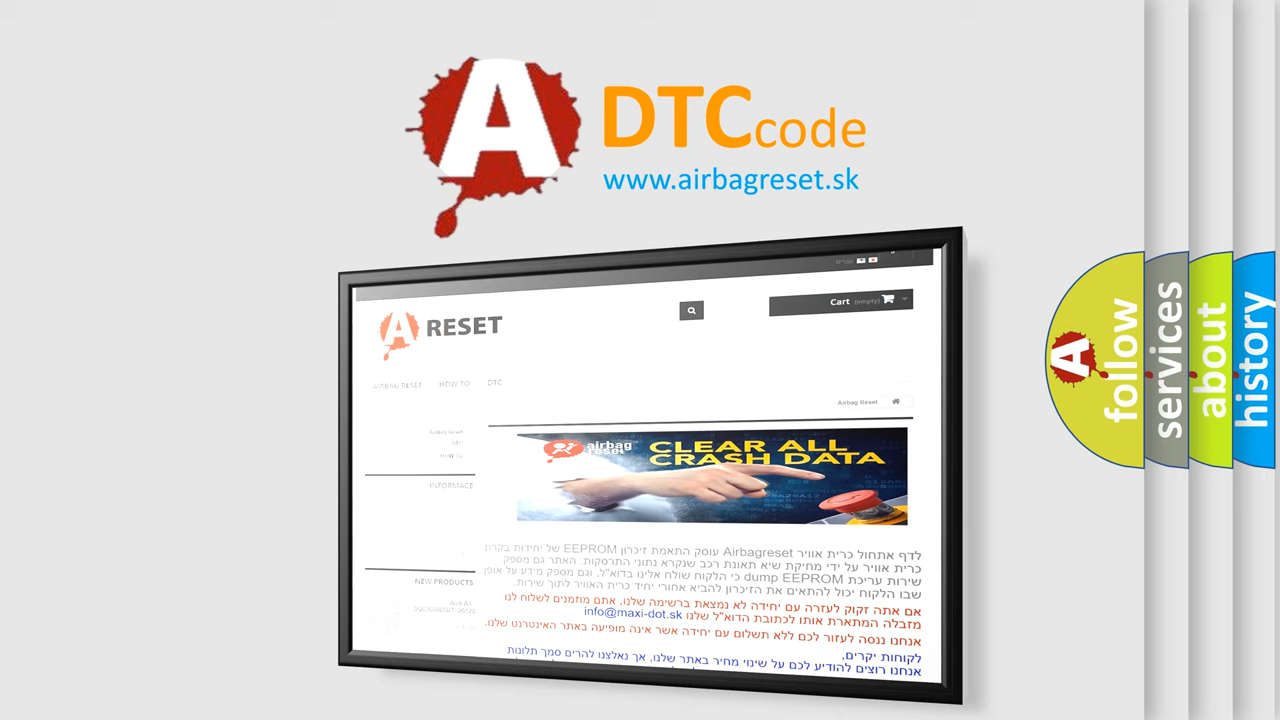 A
DTCcode
www.airbagreset.sk
עברית
Cart (empty)
A RESET
AIRBAG RESET HOW TO DTC
Airbag Reset
Airbag Reset
HOW TO
INFORMACE
airbag
reset
CLEAR ALL
CRASH DATA
לדף אתחול כרית אוויר Airbagreset עוסק התאמת זיכרון EEPROM של יחידות בקרת
כרית אוויר על ידי מחיקת שיא תאונת רכב שנקרא נתוני התרסקות. האתר גם מספק
שירות עריכת dump EEPROM כי הלקוח שולח אלינו בדוא"ל, וגם מספק מידע על אופן
שבו הלקוח יכול להתאים את הזיכרון להביא אחורי יחיד כרית האוויר לתוך שירות.
NEW PRODUCTS
אם אתה זקוק לעזרה עם יחידה לא נמצאת ברשימה שלנו, אתם מוזמנים לשלוח לנו
מזבלה המתארת אותו לכתובת הדוא"ל שלנו info@maxi-dot.sk
אנחנו ננסה לעזור לכם ללא תשלום עם יחידה אשר אינה מופיעה באתר האינטרנט שלנו.
לקוחות יקרים,
אנחנו רוצים להודיע לכם על שינוי מחיר באתר שלנו, אך נאלצנו להרים סמך תלונות
A
follow
services
about
history